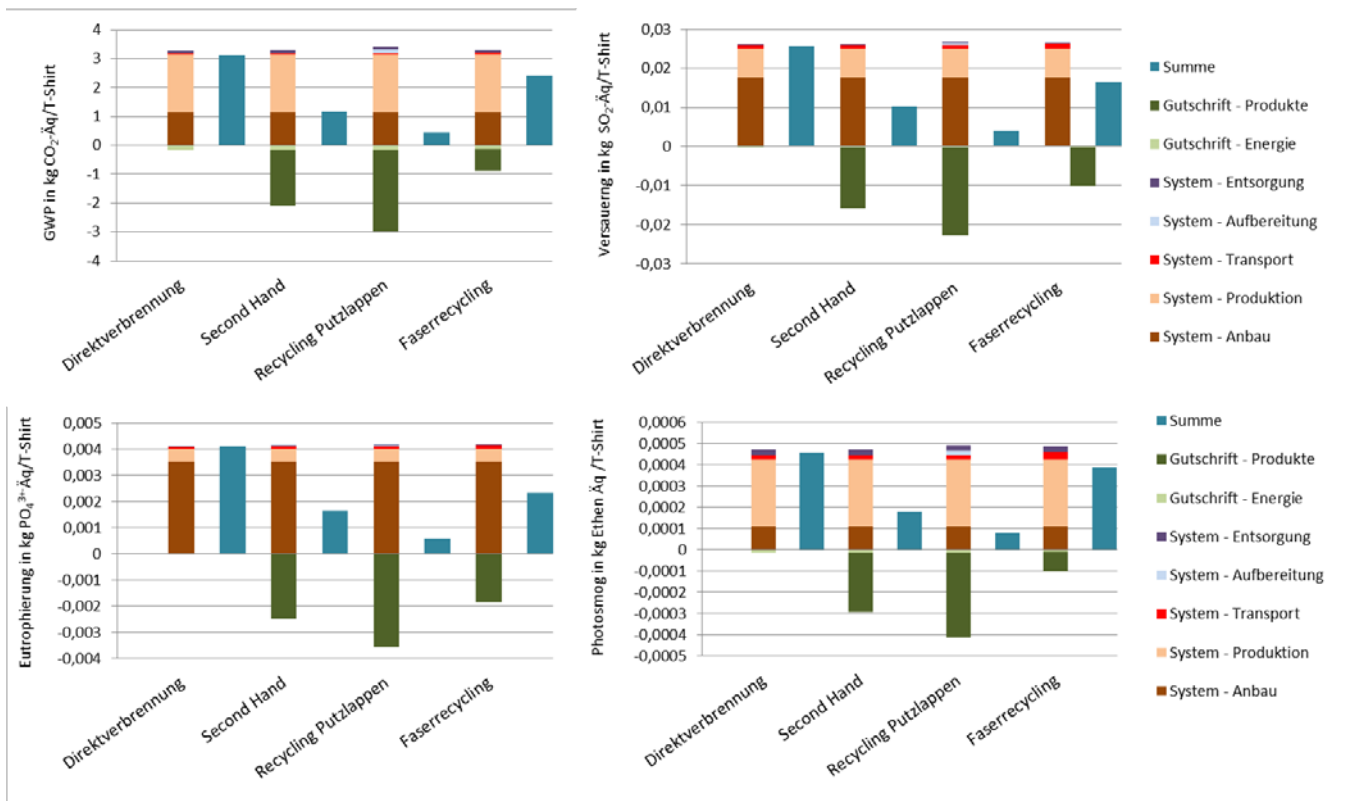 GWP in kgCO₂-Äq/T-Shirt
4
3
2
1
0
-1
-2
-3
-4
Direktverbrennung
Second Hand
Recycling Putzlappen
Faserrecycling
Versauerng in kg SO₂-Äq/T-Shirt
0,03
0,02
0,010
0
-0,01
-0,02
-0,03
Direktverbrennung
Second Hand
Recycling Putzlappen
Faserrecycling
Summe
Gutschrift - Produkte
Gutschrift - Energie
System - Entsorgung
System - Aufbereitung
System - Transport
System - Produktion
System - Anbau
Eutrophierung in kg PO₄³⁺Äq/T-Shirt
0,005
0,004
0,003
0,002
0,001
0
-0,001
-0,002
-0,003
-0,004
Direktverbrennung
Second Hand
Recycling Putzlappen
Faserrecycling
Photosmog in kg Ethen Äq /T-Shirt
0,0006
0,0005
0,0004
0,0003
0,0002
0,0001
0
-0,0001
-0,0002
-0,0003
-0,0004
-0,0005
Direktverbrennung
Second Hand
Recycling Putzlappen
Faserrecycling
Summe
Gutschrift - Produkte
Gutschrift - Energie
System - Entsorgung
System - Aufbereitung
System - Transport
System - Produktion
System - Anbau